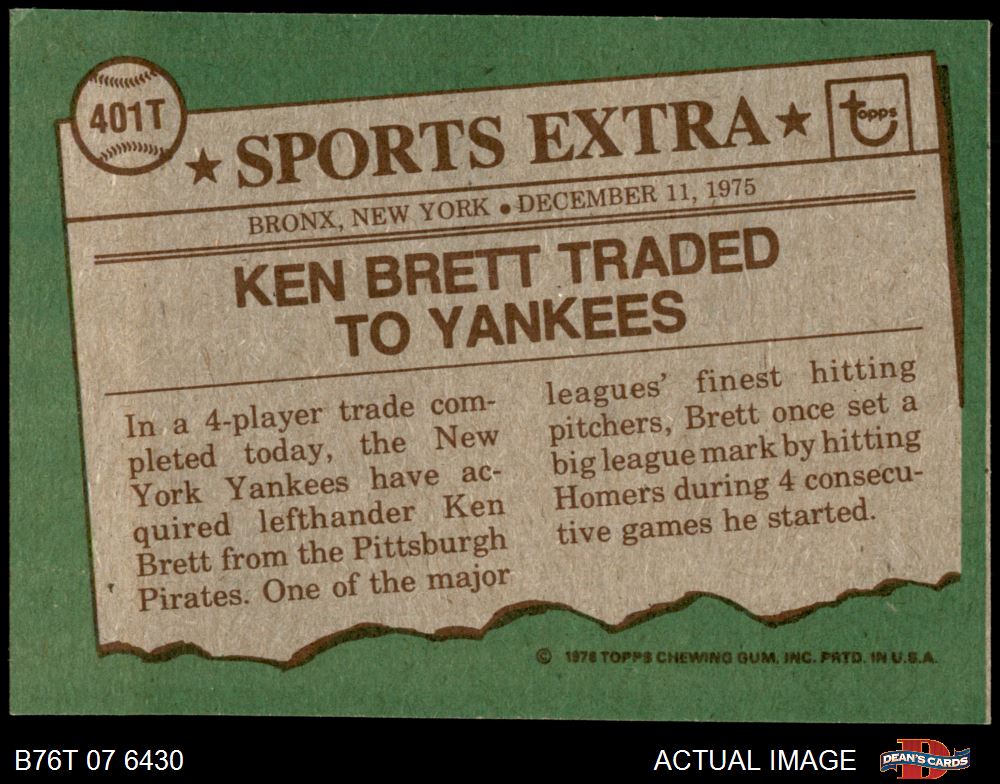 401T
★ SPORTS EXTRA ★
topps
BRONX, NEW YORK • DECEMBER 11, 1975
KEN BRETT TRADED
TO YANKEES
In a 4-player trade com-
pleted today, the New
York Yankees have ac-
quired lefthander Ken
Brett from the Pittsburgh
Pirates. One of the major
leagues' finest hitting
pitchers, Brett once set a
big league mark by hitting
Homers during 4 consecu-
tive games he started.
© 1976 TOPPS CHEWING GUM, INC. PRTD. IN U.S.A.
B76T 07 6430
ACTUAL IMAGE
D
DEAN'S CARDS